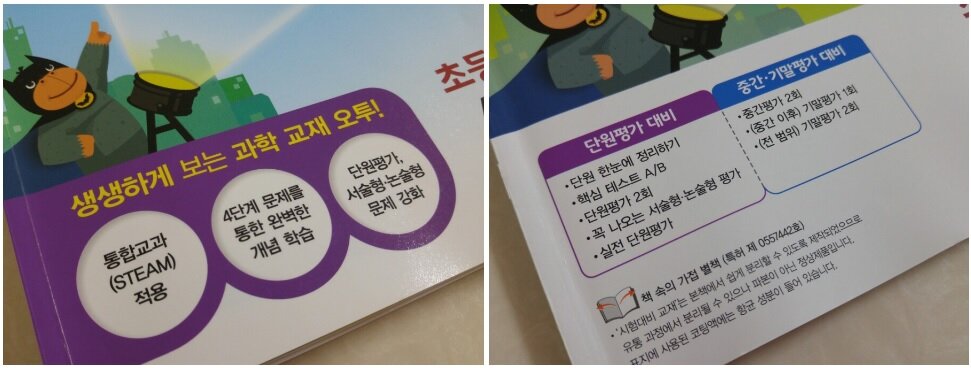 초등
생생하게 보는 과학 교재 오투!
통합교과
(STEAM)
적용
4단계 문제를
통한 완벽한
개념 학습
단원평가,
서술형·논술형
문제 강화
단원평가 대비
• 단원 한눈에 정리하기
• 핵심 테스트 A/B
• 단원평가 2회
• 꼭 나오는 서술형·논술형 평가
• 실전 단원평가
중간·기말평가 대비
• 중간평가 2회
• (중간 이후) 기말평가 1회
• (전 범위) 기말평가 2회
책 속의 가접 별책 (특허 제 0557442호)
• '시험대비 교재'는 본책에서 쉽게 분리할 수 있도록 제작되었으므로
유통 과정에서 분리될 수 있으나 파본이 아닌 정상제품입니다.
표지에 사용된 코팅액에는 항균 성분이 들어 있습니다.